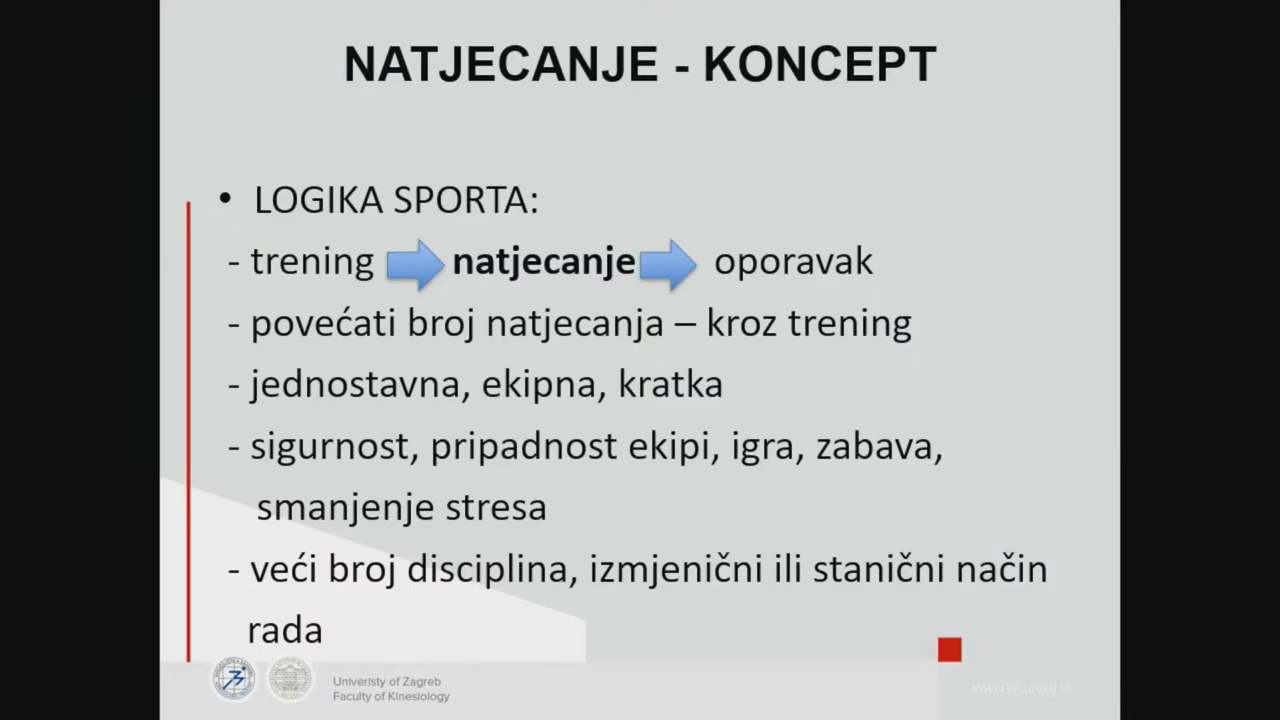 NATJECANJE - KONCEPT
• LOGIKA SPORTA:
- trening natjecanje oporavak
- povećati broj natjecanja – kroz trening
- jednostavna, ekipna, kratka
- sigurnost, pripadnost ekipi, igra, zabava,
smanjenje stresa
- veći broj disciplina, izmjenični ili stanični način
rada
Univeristy of Zagreb
Faculty of Kinesiology